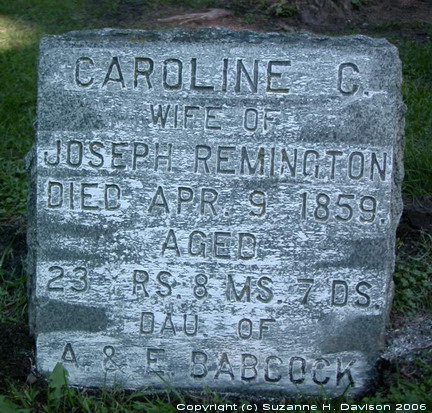 CAROLINE C.
WIFE OF
JOSEPH REMINGTON
DIED APR. 9 1859.
AGED
23 YRS. 8 MS. 7 DS.
DAU. OF
A. & E. BABCOCK
Copyright (c) Suzanne H. Davison 2006